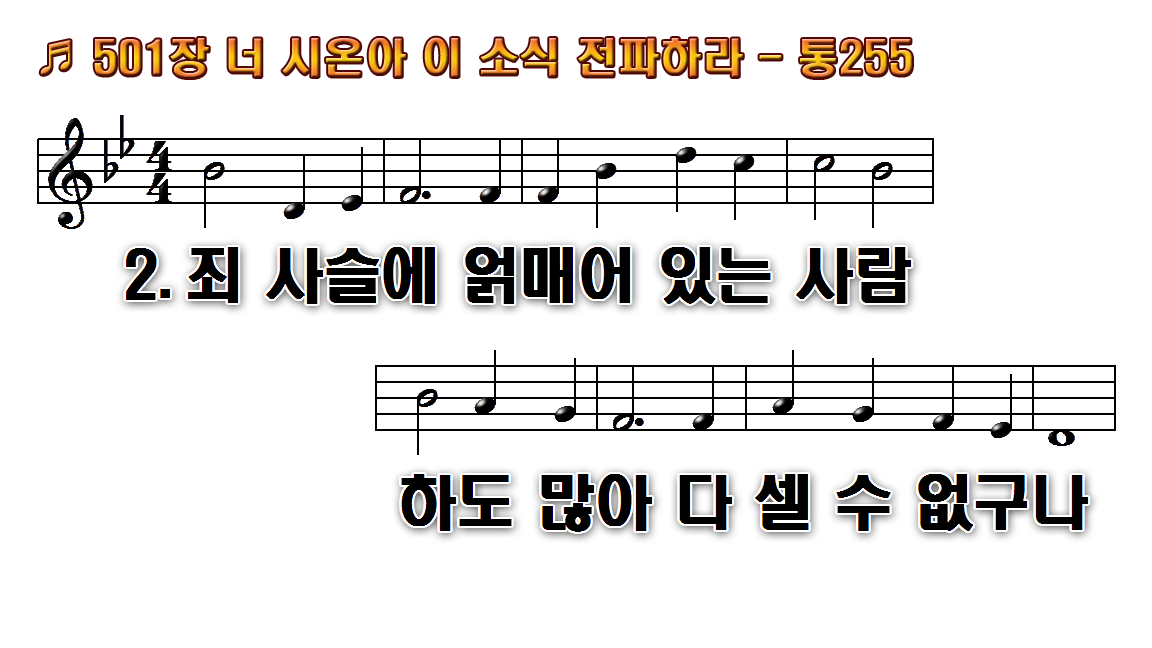 ♬ 501장 너 시온아 이 소식 전파하라 - 통255
2. 죄 사슬에 얽매어 있는 사람
하도 많아 다 셀 수 없구나